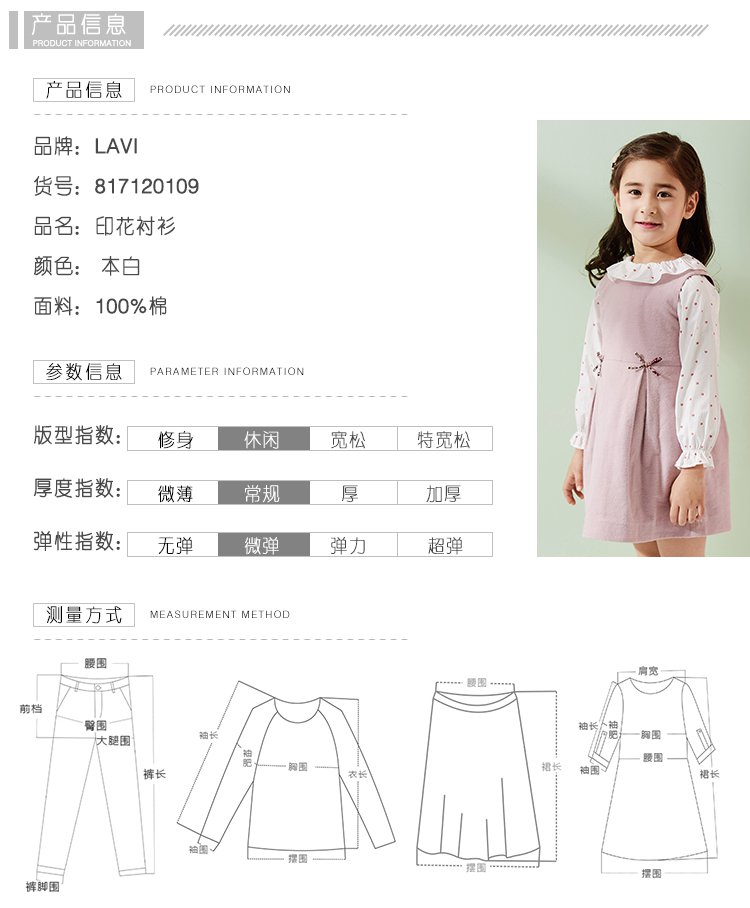 产品信息
PRODUCT INFORMATION
产品信息 PRODUCT INFORMATION
品牌: LAVI
货号: 817120109
品名: 印花衬衫
颜色: 本白
面料: 100%棉
参数信息 PARAMETER INFORMATION
版型指数: 修身 休闲 宽松 特宽松
厚度指数: 微薄 常规 厚 加厚
弹性指数: 无弹 微弹 弹力 超弹
测量方式 MEASUREMENT METHOD
腰围
前档
臀围
大腿围
裤长
裤脚围
袖长
袖肥
胸围
衣长
袖围
摆围
腰围
裙长
摆围
肩宽
袖长
袖肥
胸围
腰围
袖围
裙长
摆围